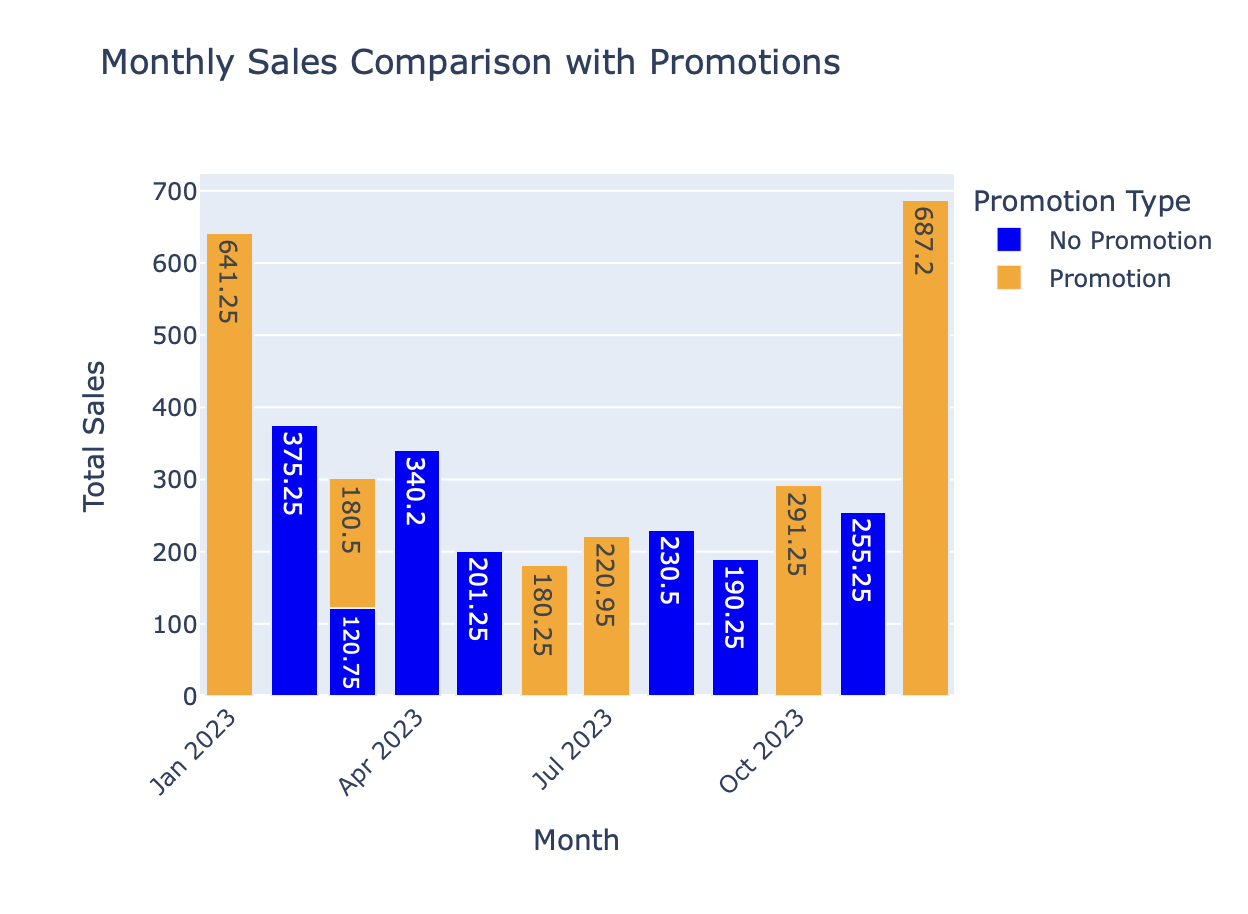 Monthly Sales Comparison with Promotions
Promotion Type
No Promotion
Promotion
Total Sales
700
600
500
400
300
200
100
0
641.25
375.25
180.5
120.75
340.2
201.25
180.25
220.95
230.5
190.25
291.25
255.25
687.2
Jan 2023
Apr 2023
Jul 2023
Oct 2023
Month